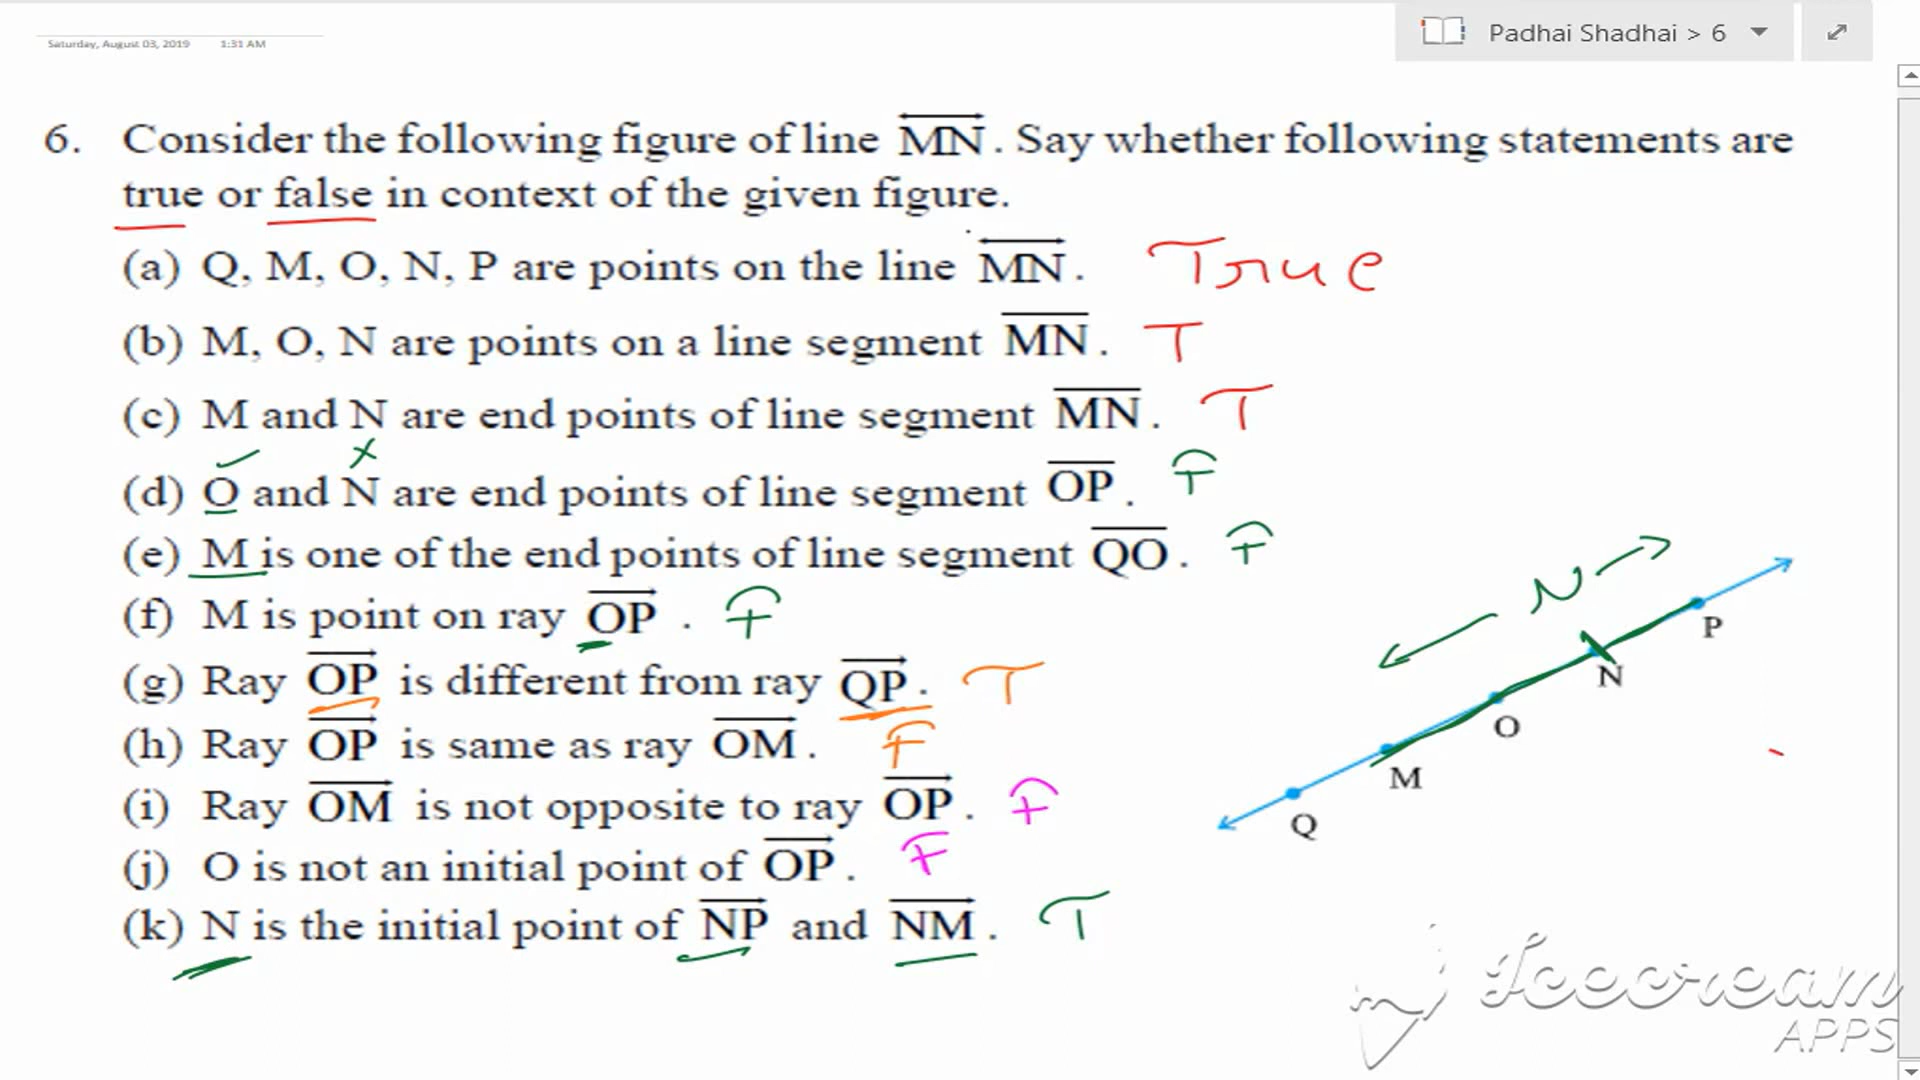 Saturday, August 03, 2019 1:31 AM
Padhai Shadhai > 6
6. Consider the following figure of line MN. Say whether following statements are
true or false in context of the given figure.
(a) Q, M, O, N, P are points on the line MN. True
(b) M, O, N are points on a line segment MN. T
(c) M and N are end points of line segment MN. T
(d) O and N are end points of line segment OP. F
(e) M is one of the end points of line segment QO. F
(f) M is point on ray OP. F
(g) Ray OP is different from ray QP. T
(h) Ray OP is same as ray OM. F
(i) Ray OM is not opposite to ray OP. F
(j) O is not an initial point of OP. F
(k) N is the initial point of NP and NM. T
N
P
N
O
M
Q
Icecream
APPS